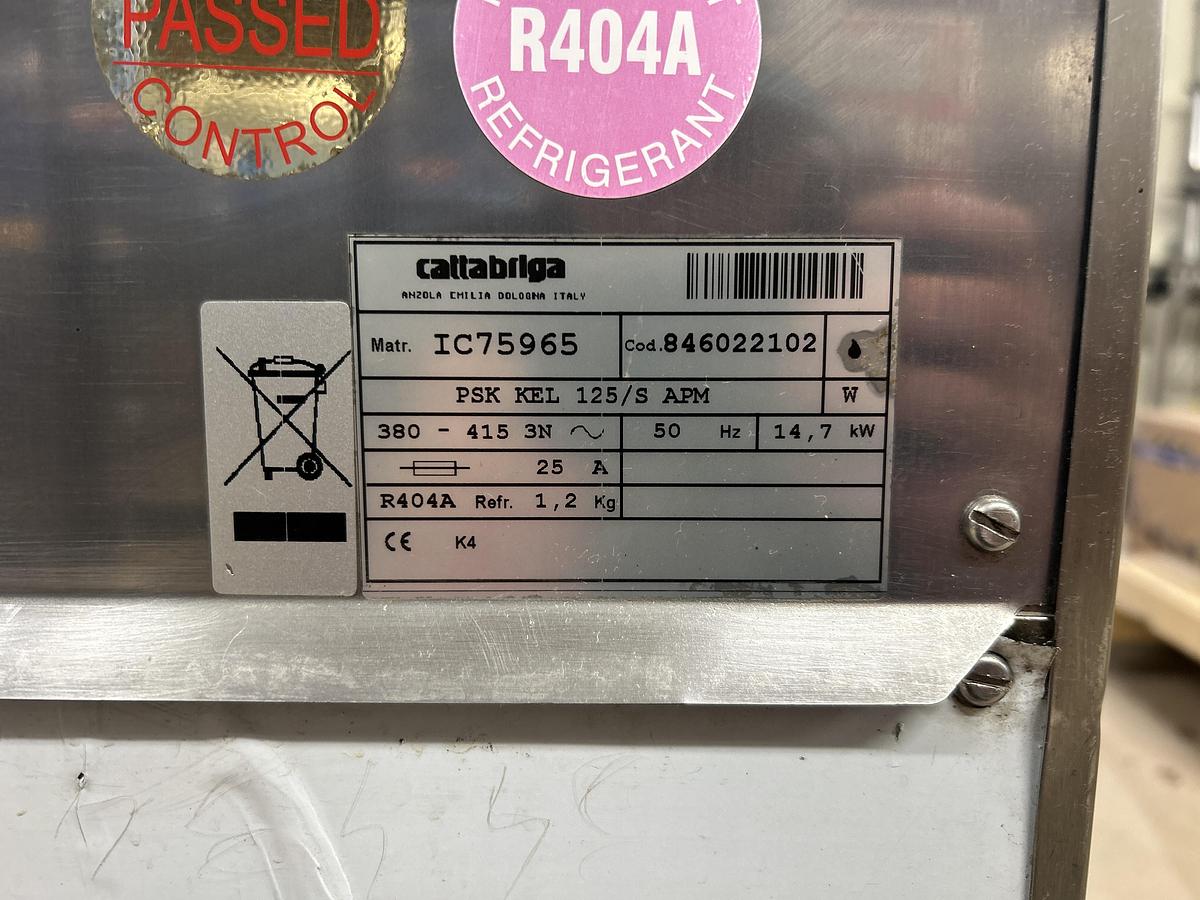 PASSED
CONTROL
R404A
REFRIGERANT
cattabriga
ANZOLA EMILIA BOLOGNA ITALY
Matr. IC75965
Cod.846022102
PSK KEL 125/S APM
W
380 - 415 3N
50 Hz
14,7 kW
25 A
R404A Refr. 1,2 Kg
CE K4